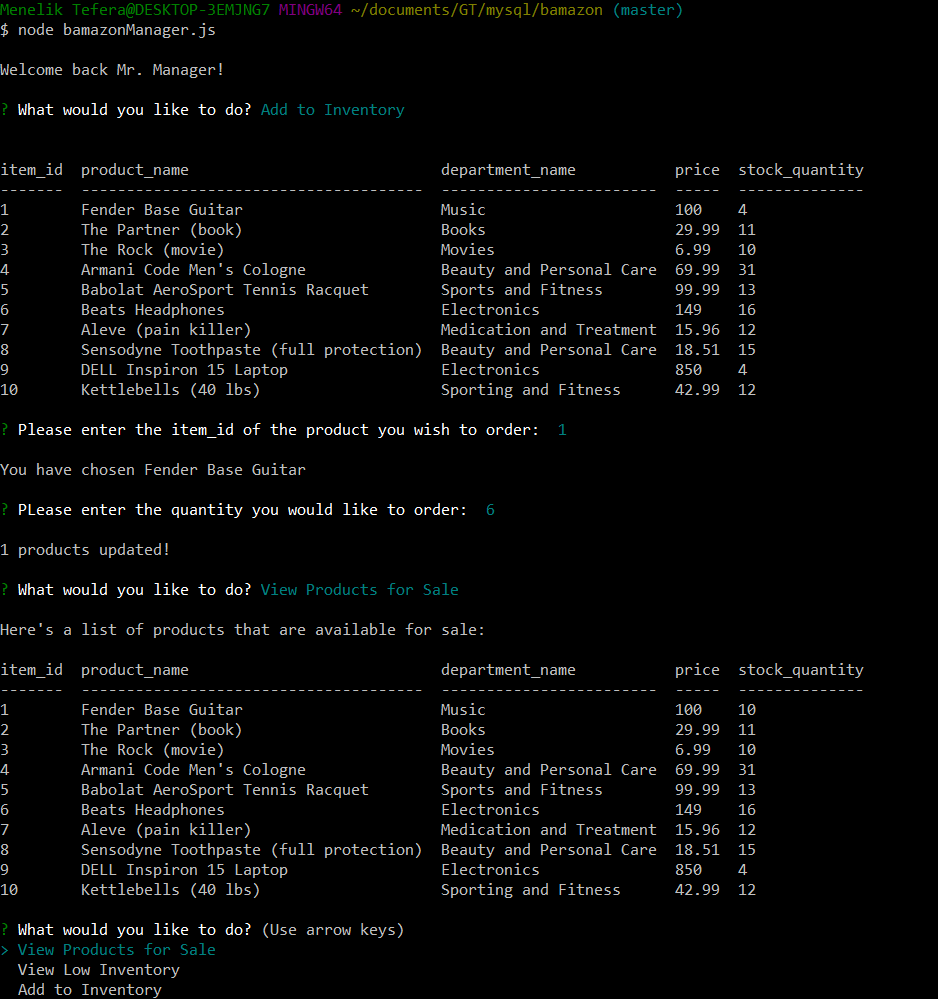 Menelik Tefera@DESKTOP-3EMJNG7 MINGW64 ~/documents/GT/mysql/bamazon (master)
$ node bamazonManager.js
Welcome back Mr. Manager!
? What would you like to do? Add to Inventory
item_id  product_name                            department_name           price  stock_quantity
-------  --------------------------------------  ------------------------  -----  --------------
1        Fender Base Guitar                      Music                     100    4
2        The Partner (book)                      Books                     29.99  11
3        The Rock (movie)                        Movies                    6.99   10
4        Armani Code Men's Cologne               Beauty and Personal Care  69.99  31
5        Babolat AeroSport Tennis Racquet        Sports and Fitness        99.99  13
6        Beats Headphones                        Electronics               149    16
7        Aleve (pain killer)                     Medication and Treatment  15.96  12
8        Sensodyne Toothpaste (full protection)  Beauty and Personal Care  18.51  15
9        DELL Inspiron 15 Laptop                 Electronics               850    4
10       Kettlebells (40 lbs)                    Sporting and Fitness      42.99  12
? Please enter the item_id of the product you wish to order:  1
You have chosen Fender Base Guitar
? PLease enter the quantity you would like to order:  6
1 products updated!
? What would you like to do? View Products for Sale
Here's a list of products that are available for sale:
item_id  product_name                            department_name           price  stock_quantity
-------  --------------------------------------  ------------------------  -----  --------------
1        Fender Base Guitar                      Music                     100    10
2        The Partner (book)                      Books                     29.99  11
3        The Rock (movie)                        Movies                    6.99   10
4        Armani Code Men's Cologne               Beauty and Personal Care  69.99  31
5        Babolat AeroSport Tennis Racquet        Sports and Fitness        99.99  13
6        Beats Headphones                        Electronics               149    16
7        Aleve (pain killer)                     Medication and Treatment  15.96  12
8        Sensodyne Toothpaste (full protection)  Beauty and Personal Care  18.51  15
9        DELL Inspiron 15 Laptop                 Electronics               850    4
10       Kettlebells (40 lbs)                    Sporting and Fitness      42.99  12
? What would you like to do? (Use arrow keys)
> View Products for Sale
  View Low Inventory
  Add to Inventory